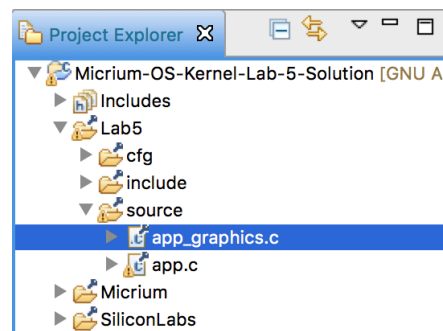 Project Explorer
Micrium-OS-Kernel-Lab-5-Solution [GNU A
Includes
Lab5
cfg
include
source
app_graphics.c
app.c
Micrium
SiliconLabs